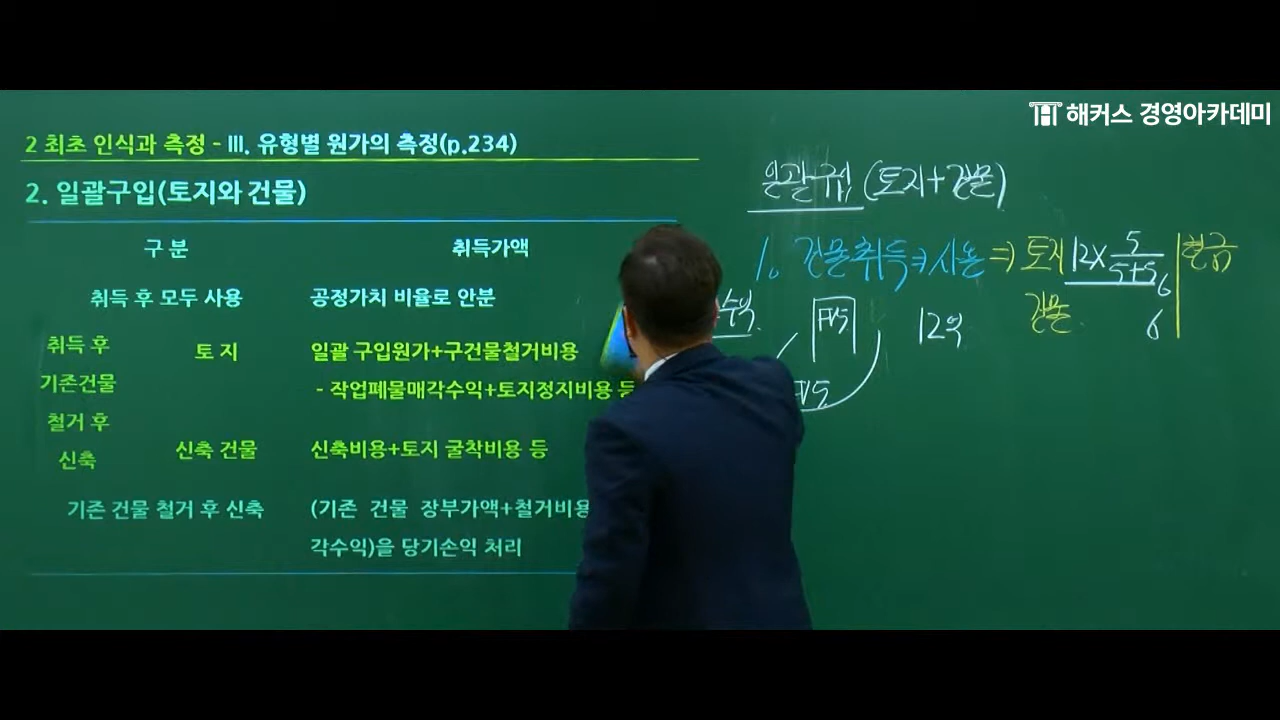 해커스 경영아카데미
2 최초 인식과 측정 - Ⅲ. 유형별 원가의 측정(p.234)
2. 일괄구입(토지와 건물)
구 분 취득가액
취득 후 모두 사용 공정가치 비율로 안분
취득 후
기존건물
철거 후
신축
토 지 일괄 구입원가+구건물철거비용
- 작업폐물매각수익+토지정지비용 등
신축 건물 신축비용+토지 굴착비용 등
기존 건물 철거 후 신축 (기존 건물 장부가액+철거비용
각수익)을 당기손익 처리
일괄구입 (토지+건물)
1. 건물취득⇒사용 ⇒ 토지 12× 5/5+5 6 현금
건물 6
수익.
FV5
12억
FV5